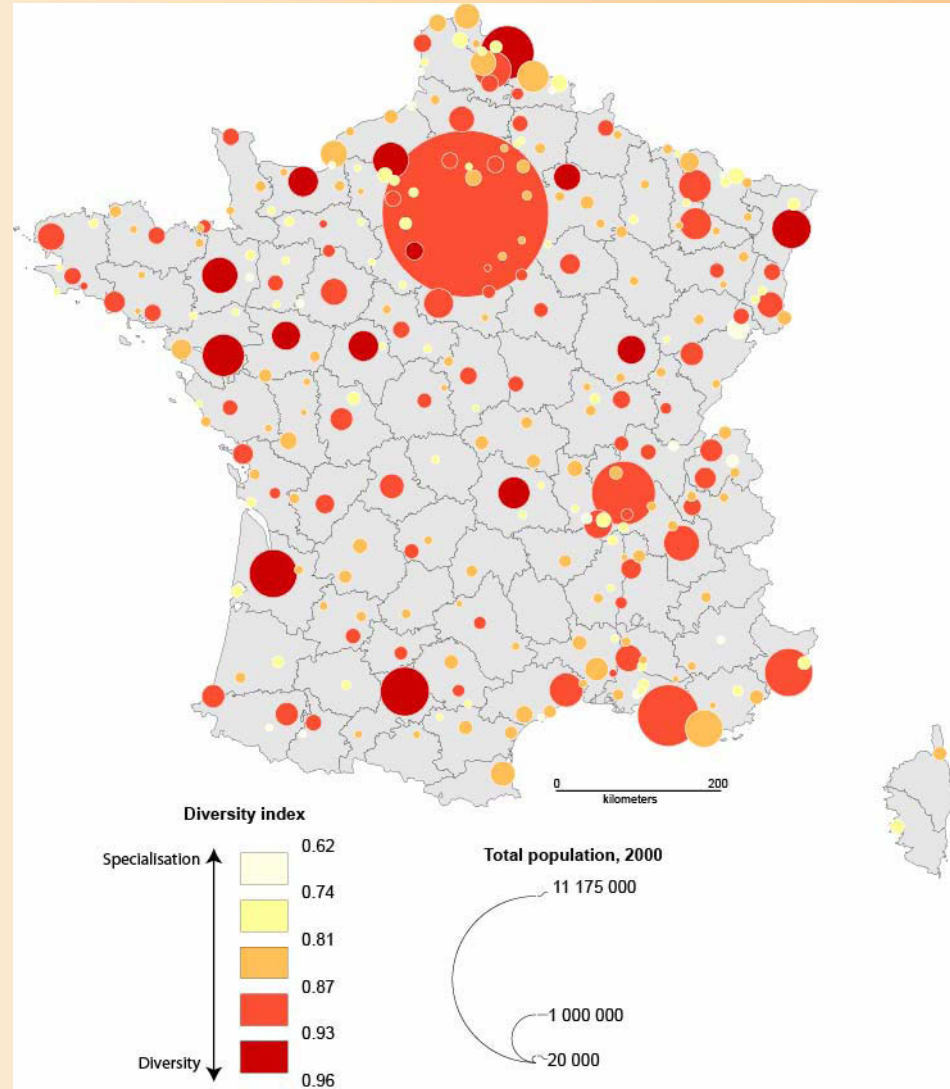 0
200
kilometers
Diversity index
Specialisation
0.62
0.74
0.81
0.87
0.93
Diversity
0.96
Total population, 2000
11 175 000
1 000 000
20 000